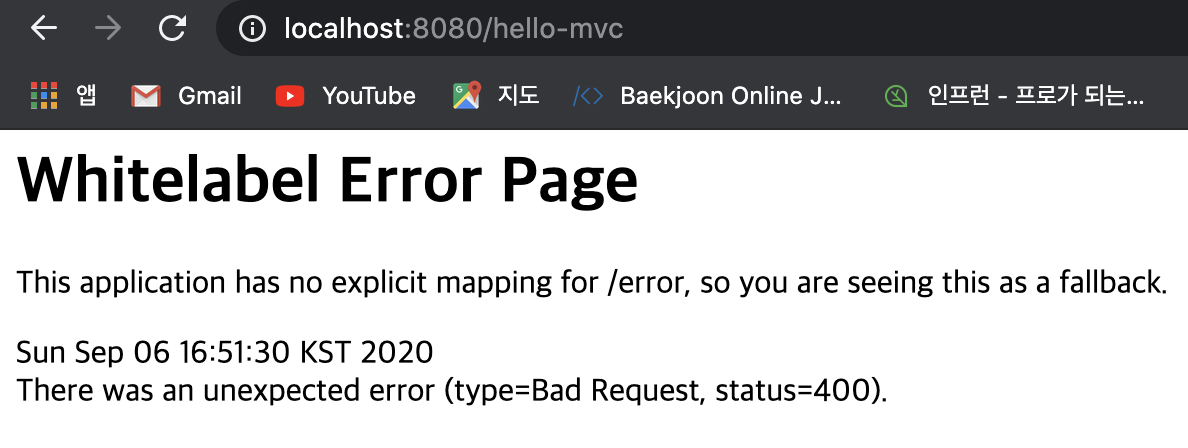 localhost:8080/hello-mvc
앱 Gmail YouTube 지도 Baekjoon Online J... 인프런 - 프로가 되는...
Whitelabel Error Page
This application has no explicit mapping for /error, so you are seeing this as a fallback.
Sun Sep 06 16:51:30 KST 2020
There was an unexpected error (type=Bad Request, status=400).